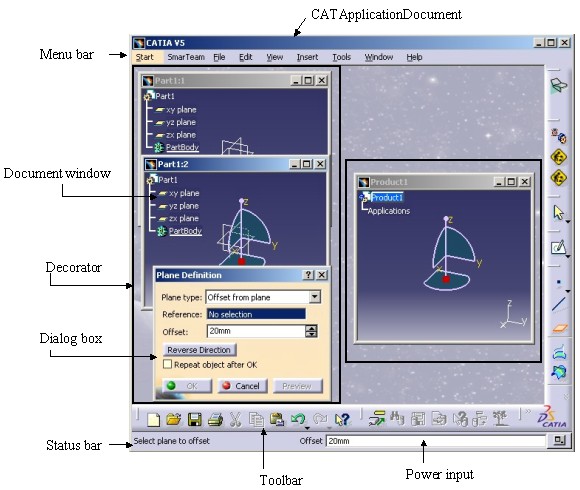 CATApplicationDocument
CATIA V5
Menu bar
Start SmarTeam File Edit View Insert Tools Window Help
Part1:1
Part1
xy plane
yz plane
zx plane
PartBody
Part1:2
Part1
xy plane
yz plane
zx plane
PartBody
z
y
Document window
Product1
Product1
Applications
z
y
x
z
y
x
Decorator
Plane Definition
Plane type: Offset from plane
Reference: No selection
Offset: 20mm
Reverse Direction
Repeat object after OK
OK Cancel Preview
Dialog box
CATIA
Status bar
Select plane to offset
Offset 20mm
Toolbar
Power input